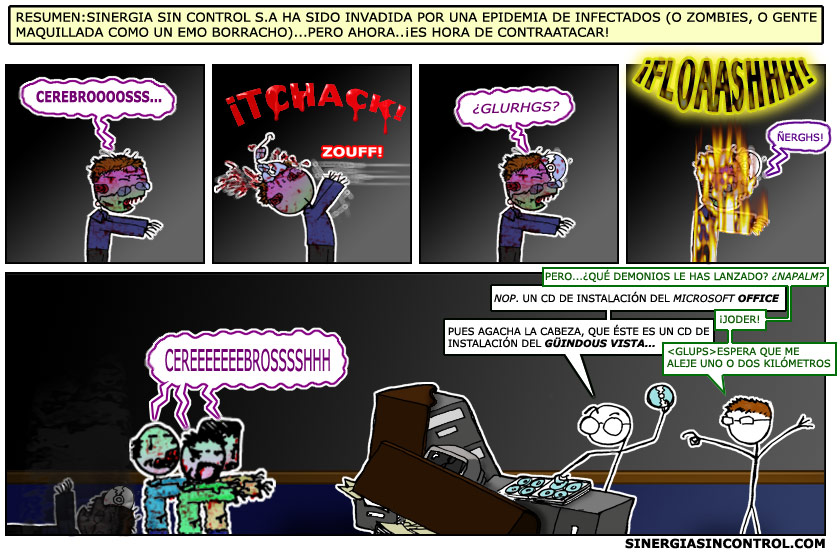 RESUMEN:SINERGIA SIN CONTROL S.A HA SIDO INVADIDA POR UNA EPIDEMIA DE INFECTADOS (O ZOMBIES, O GENTE
MAQUILLADA COMO UN EMO BORRACHO)...PERO AHORA..¡ES HORA DE CONTRAATACAR!
CEREBROOOOSSS...
¡TCHACK!
ZOUFF!
¿GLURHGS?
¡FLOAASHHH!
ÑERGHS!
PERO...¿QUÉ DEMONIOS LE HAS LANZADO? ¿NAPALM?
NOP. UN CD DE INSTALACIÓN DEL MICROSOFT OFFICE
¡JODER!
PUES AGACHA LA CABEZA, QUE ÉSTE ES UN CD DE
INSTALACIÓN DEL GÜINDOUS VISTA...
<GLUPS>ESPERA QUE ME
ALEJE UNO O DOS KILÓMETROS
CEREEEEEEEBROSSSSHHH
SINERGIASINCONTROL.COM